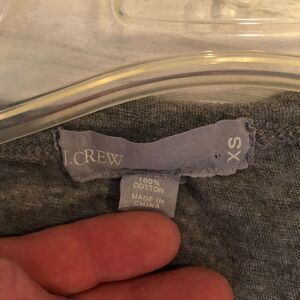 J.CREW
XS
100%
COTTON
MADE IN
CHINA